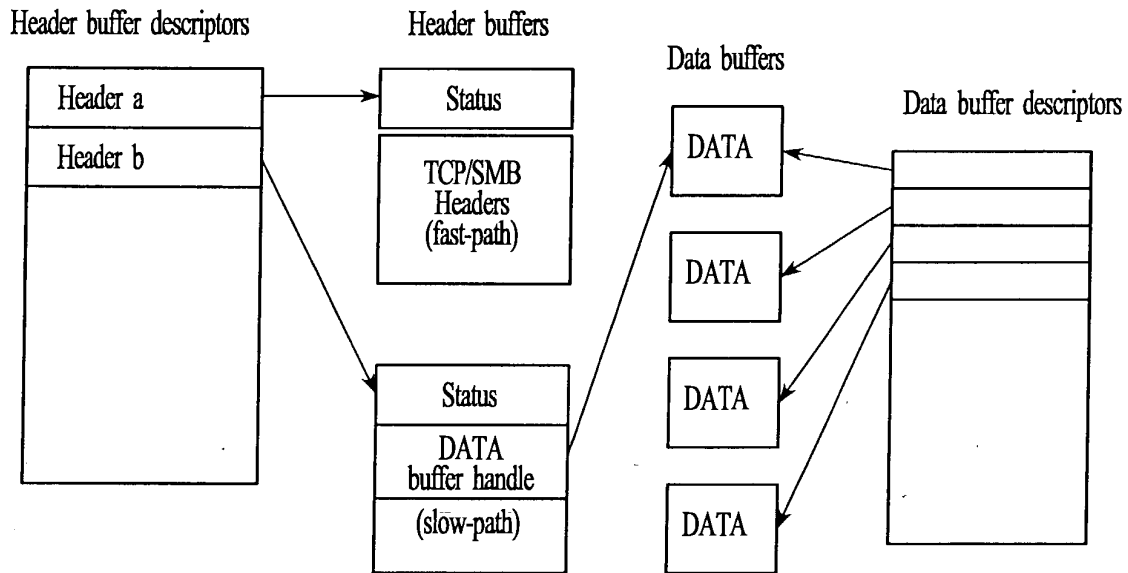 Header buffer descriptors
Header buffers
Data buffers
Data buffer descriptors
Header a
Header b
Status
TCP/SMB
Headers
(fast-path)
Status
DATA
buffer handle
(slow-path)
DATA
DATA
DATA
DATA